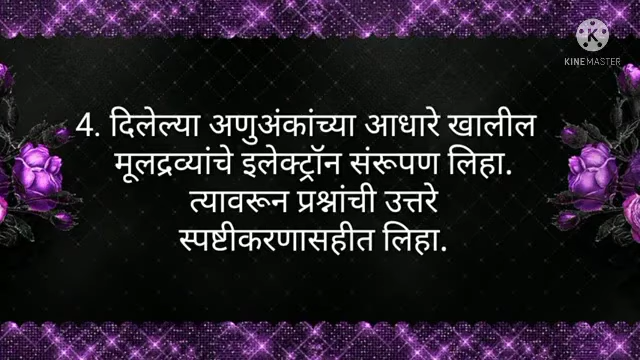 K
KINEMASTER
4. दिलेल्या अणुअंकांच्या आधारे खालील
मूलद्रव्यांचे इलेक्ट्रॉन संरूपण लिहा.
त्यावरून प्रश्नांची उत्तरे
स्पष्टीकरणासहीत लिहा.